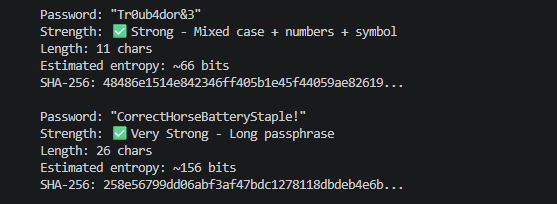 Password: "Tr0ub4dor&3"
Strength: ✅ Strong - Mixed case + numbers + symbol
Length: 11 chars
Estimated entropy: ~66 bits
SHA-256: 48486e1514e842346ff405b1e45f44059ae82619...
Password: "CorrectHorseBatteryStaple!"
Strength: ✅ Very Strong - Long passphrase
Length: 26 chars
Estimated entropy: ~156 bits
SHA-256: 258e56799dd06abf3af47bdc1278118dbdeb4e6b...